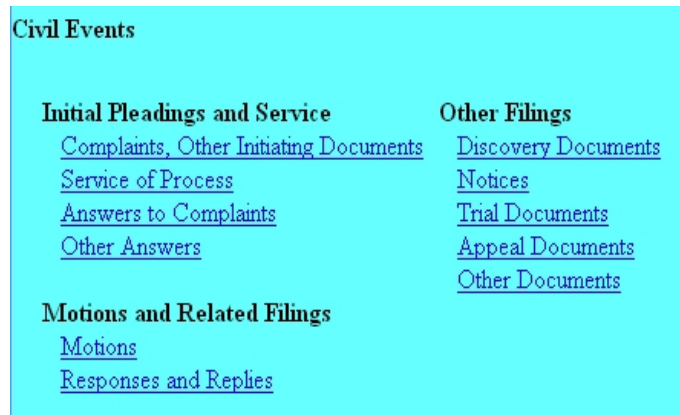 Civil Events
Initial Pleadings and Service
Complaints, Other Initiating Documents
Service of Process
Answers to Complaints
Other Answers
Motions and Related Filings
Motions
Responses and Replies
Other Filings
Discovery Documents
Notices
Trial Documents
Appeal Documents
Other Documents